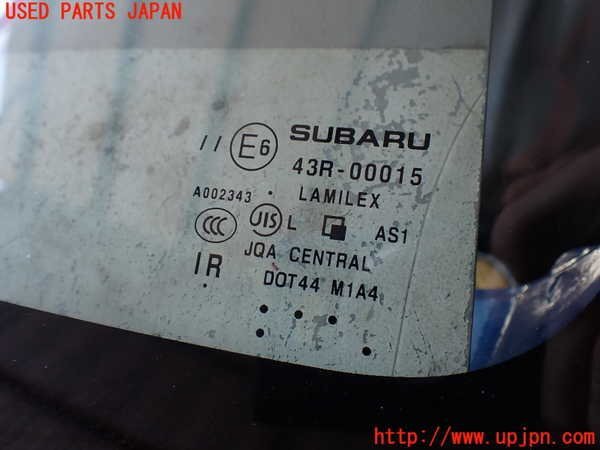 USED PARTS JAPAN
SUBARU
// E6 43R-00015
A002343 · LAMILEX
CCC JIS L AS1
JQA CENTRAL
IR DOT44 M1A4
http://www.upjpn.com/